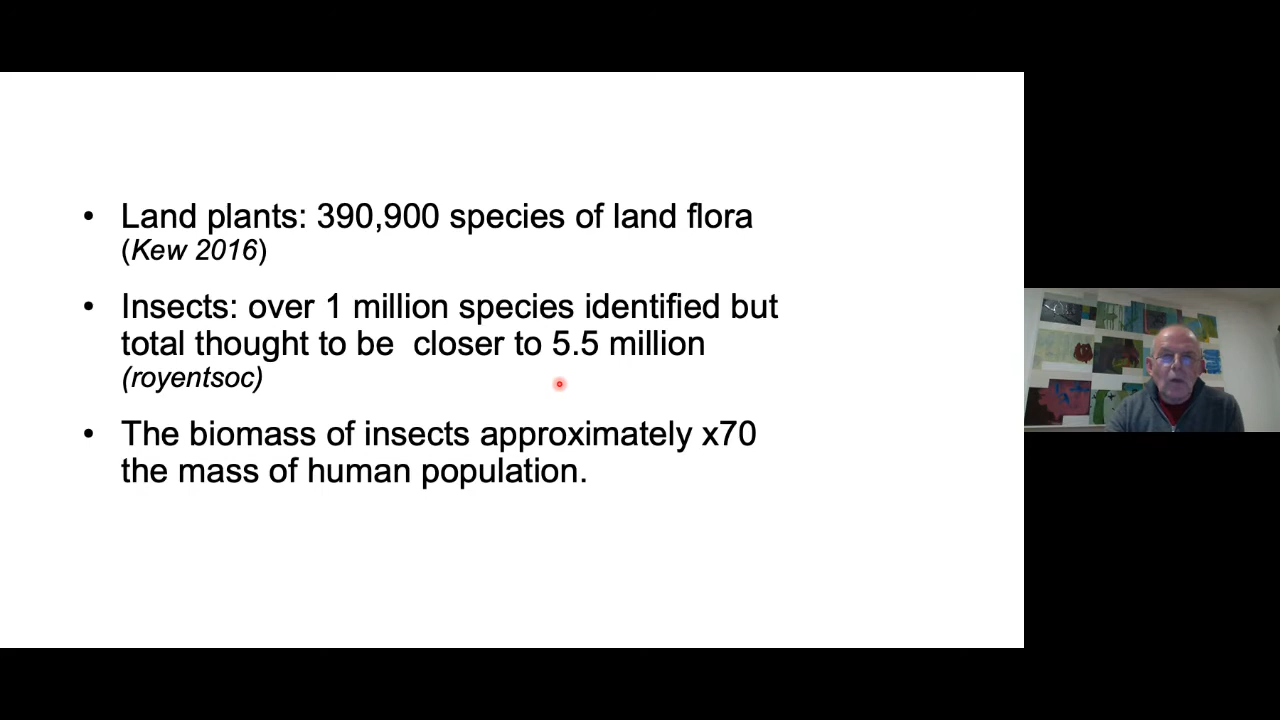 • Land plants: 390,900 species of land flora
(Kew 2016)
• Insects: over 1 million species identified but
total thought to be  closer to 5.5 million
(royentsoc)
• The biomass of insects approximately x70
the mass of human population.